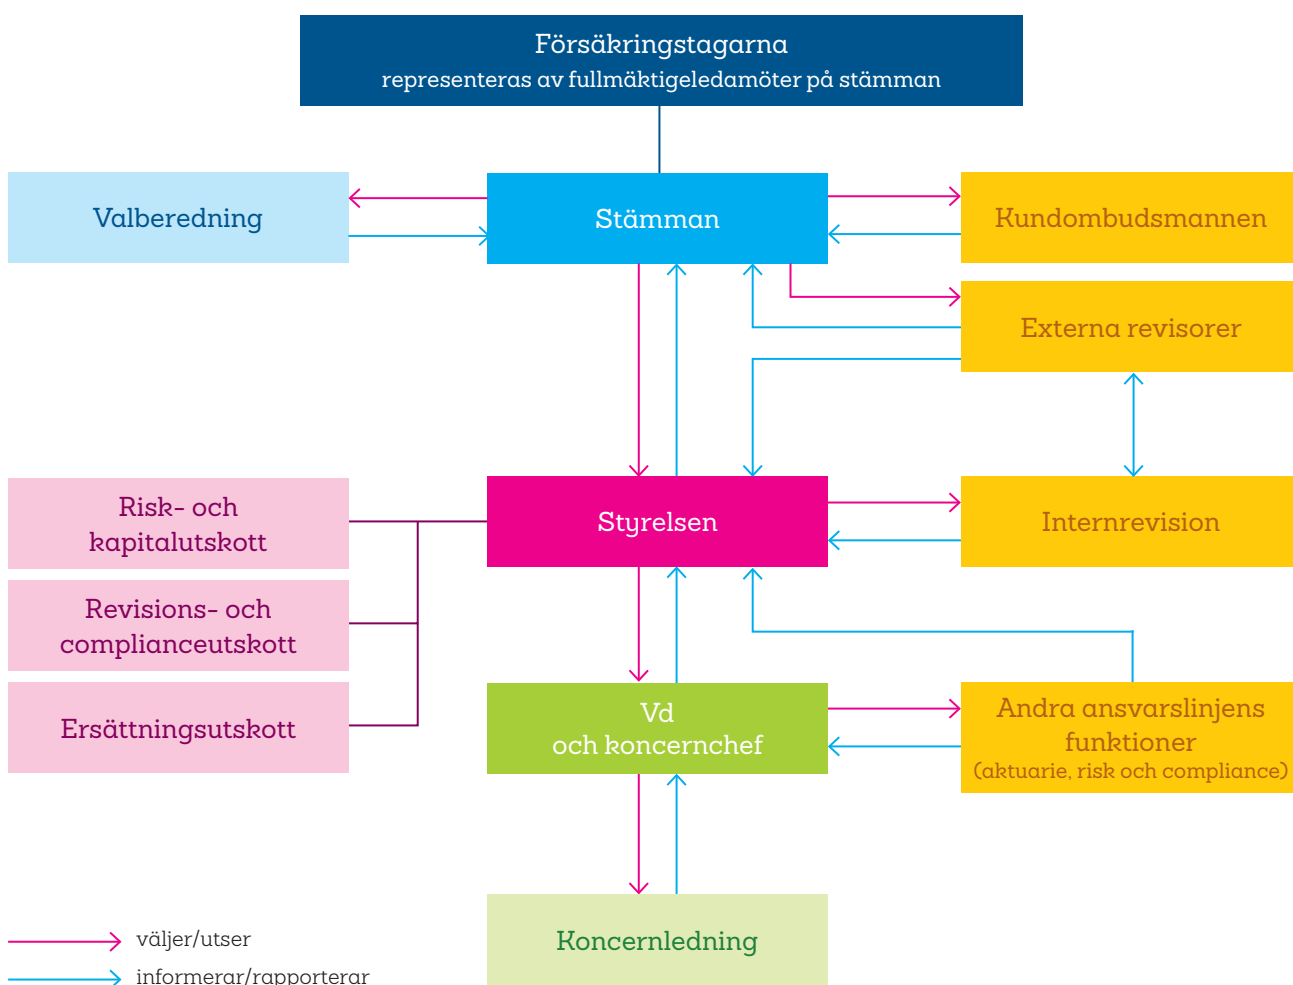 Försäkringstagarna
representeras av fullmäktigeledamöter på stämman
Valberedning
Stämman
Kundombudsmannen
Externa revisorer
Risk- och
kapitalutskott
Styrelsen
Internrevision
Revisions- och
complianceutskott
Ersättningsutskott
Vd
och koncernchef
Andra ansvarslinjens
funktioner
(aktuarie, risk och compliance)
Koncernledning
väljer/utser
informerar/rapporterar